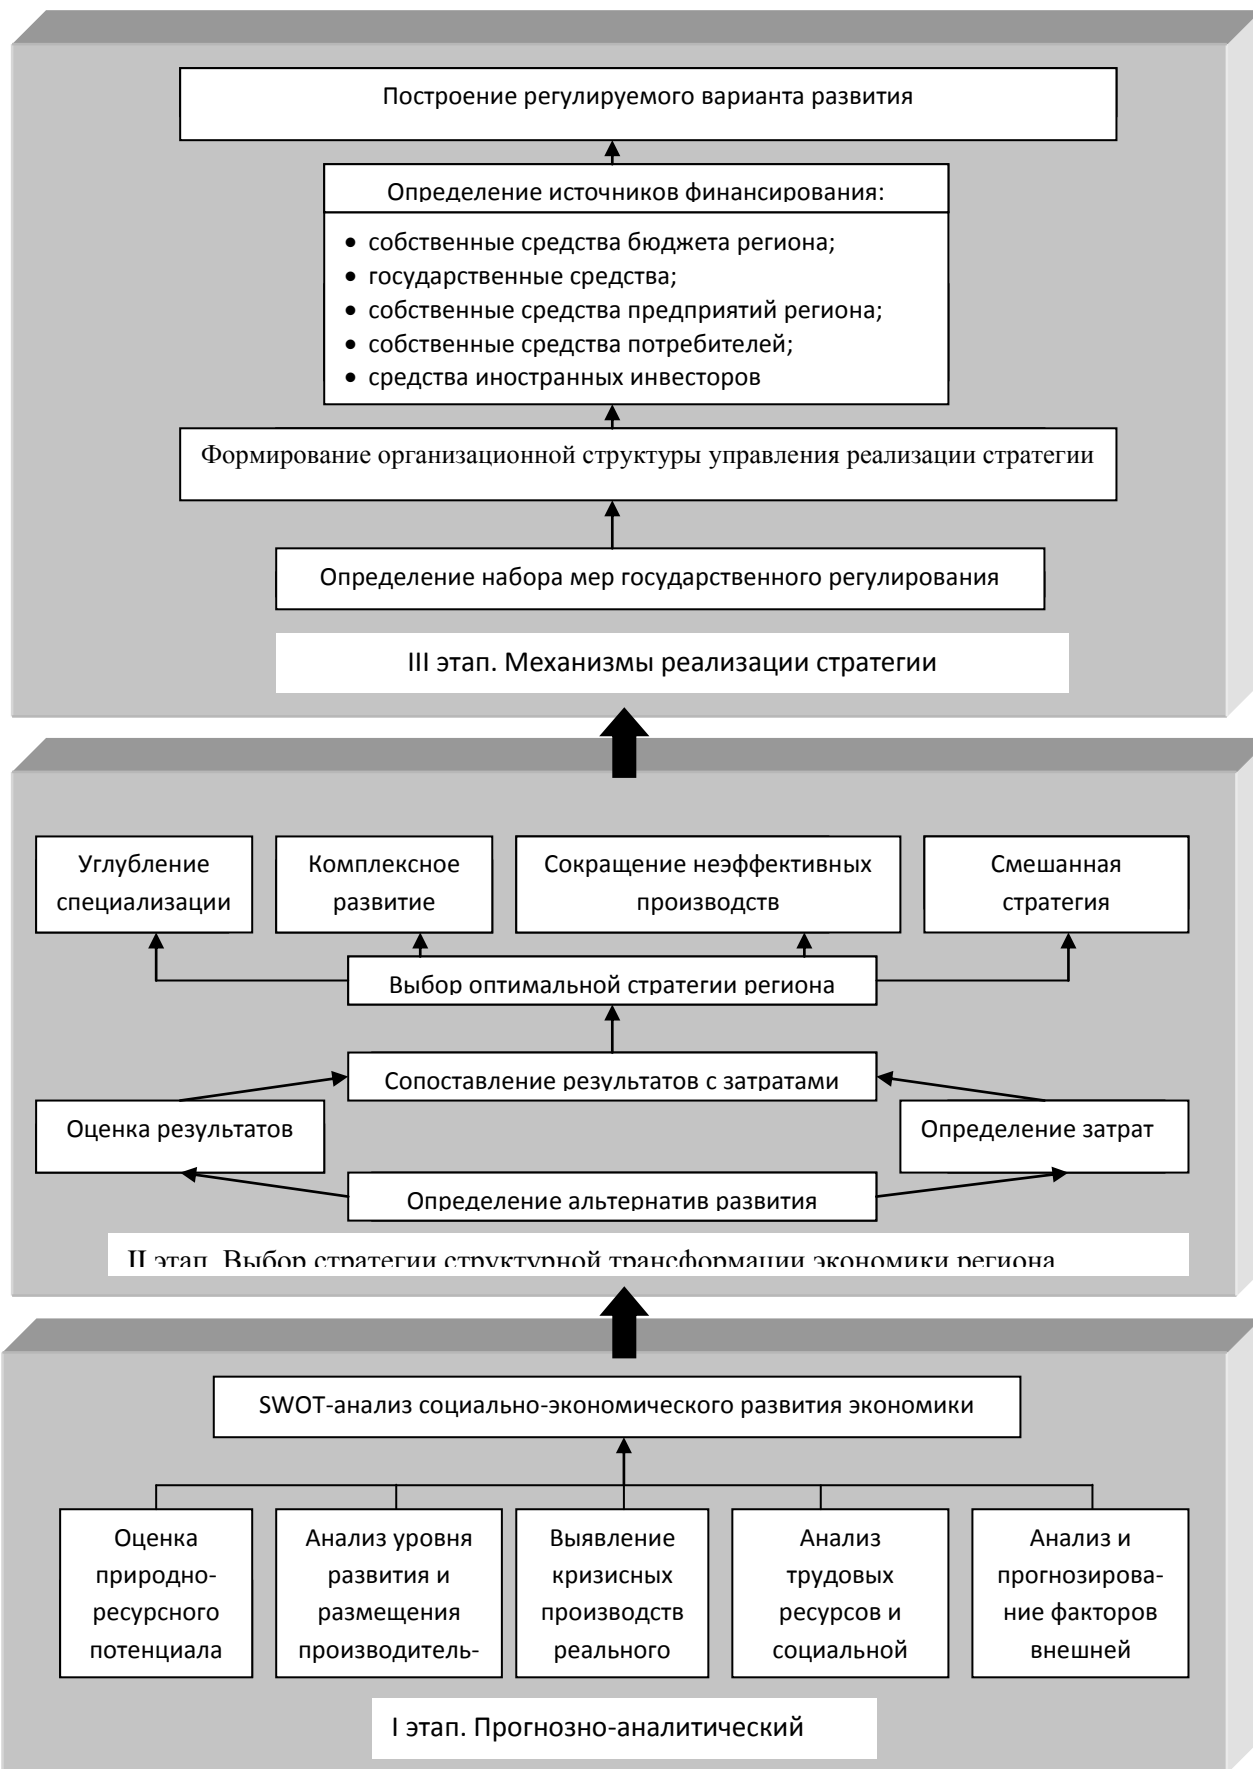 Построение регулируемого варианта развития
Определение источников финансирования:
• собственные средства бюджета региона;
• государственные средства;
• собственные средства предприятий региона;
• собственные средства потребителей;
• средства иностранных инвесторов
Формирование организационной структуры управления реализации стратегии
Определение набора мер государственного регулирования
III этап. Механизмы реализации стратегии
Углубление
специализации
Комплексное
развитие
Сокращение неэффективных
производств
Смешанная
стратегия
Выбор оптимальной стратегии региона
Сопоставление результатов с затратами
Оценка результатов
Определение затрат
Определение альтернатив развития
II этап. Выбор стратегии структурной трансформации экономики региона
SWOT-анализ социально-экономического развития экономики
Оценка
природно-
ресурсного
потенциала
Анализ уровня
развития и
размещения
производитель-
Выявление
кризисных
производств
реального
Анализ
трудовых
ресурсов и
социальной
Анализ и
прогнозирова-
ние факторов
внешней
I этап. Прогнозно-аналитический